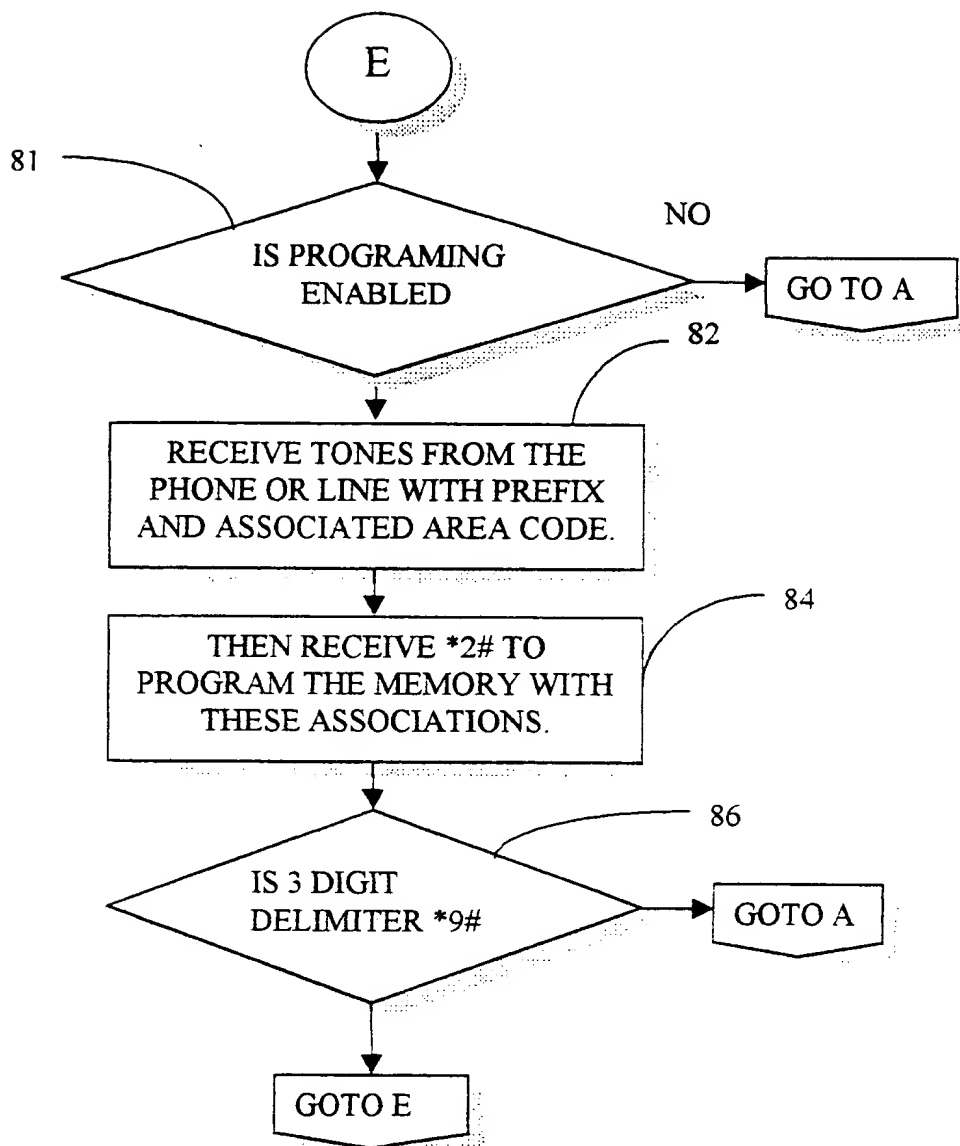 E
81
IS PROGRAMING
ENABLED
NO
GO TO A
82
RECEIVE TONES FROM THE
PHONE OR LINE WITH PREFIX
AND ASSOCIATED AREA CODE.
84
THEN RECEIVE *2# TO
PROGRAM THE MEMORY WITH
THESE ASSOCIATIONS.
86
IS 3 DIGIT
DELIMITER *9#
GOTO A
GOTO E